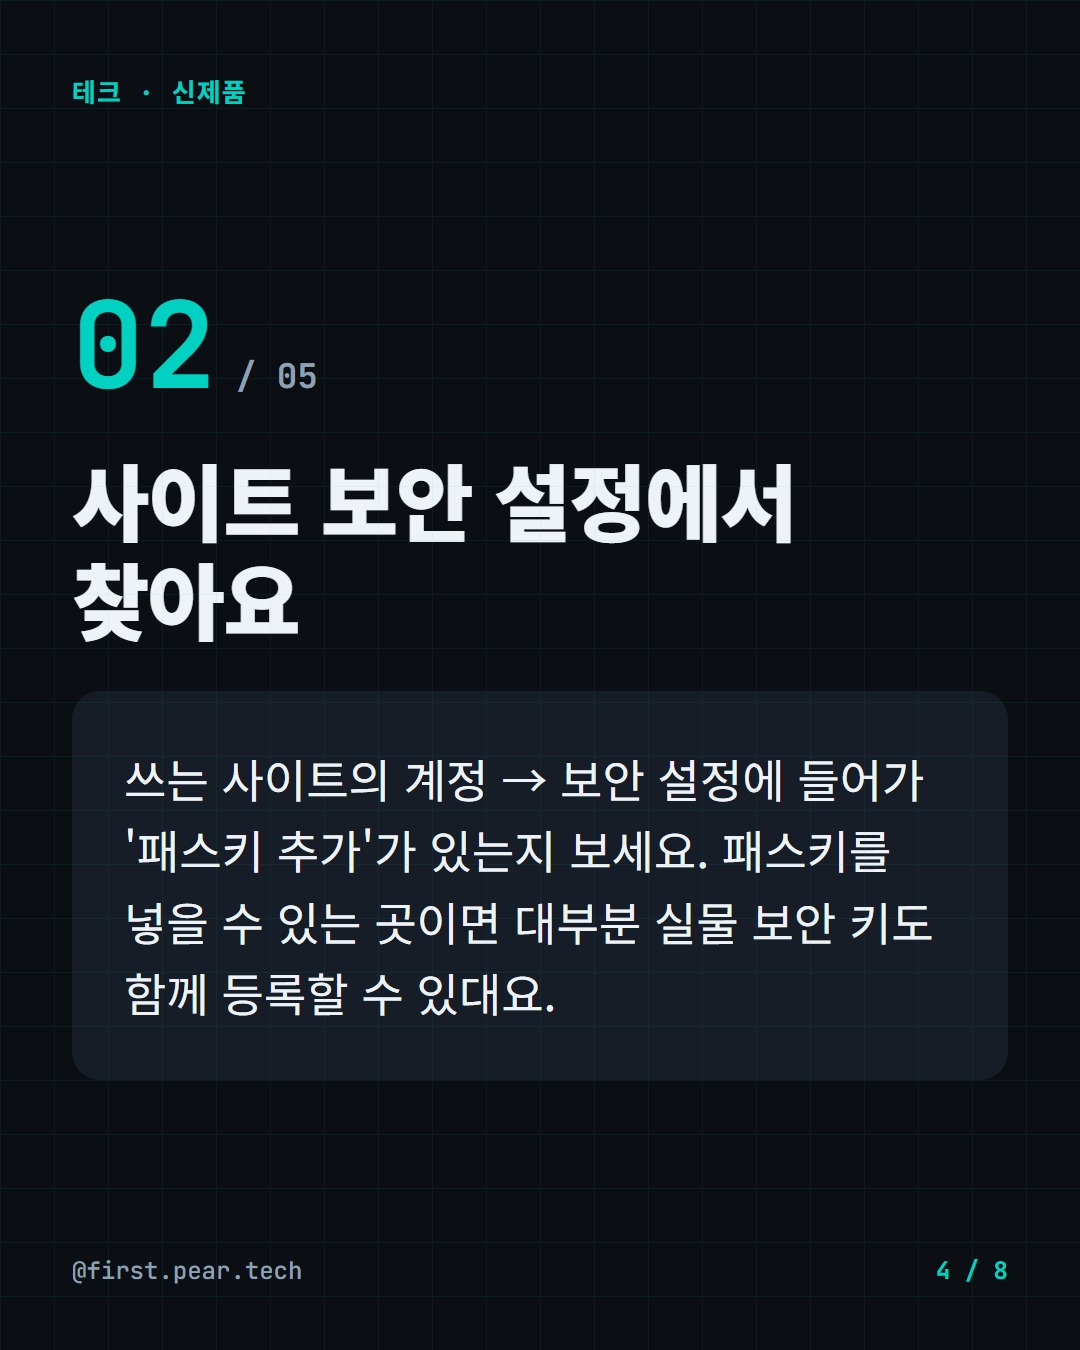 테크 · 신제품
02 / 05
사이트 보안 설정에서
찾아요
쓰는 사이트의 계정 → 보안 설정에 들어가
'패스키 추가'가 있는지 보세요. 패스키를
넣을 수 있는 곳이면 대부분 실물 보안 키도
함께 등록할 수 있대요.
@first.pear.tech
4 / 8